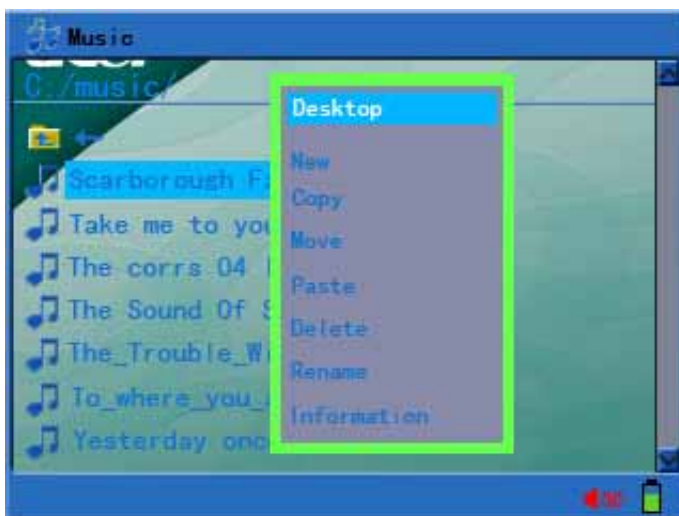 Music
C:/music/
Scarborough F
Take me to you
The corrs 04
The Sound Of S
The_Trouble_W
To_where_you_
Yesterday onc
Desktop
New
Copy
Move
Paste
Delete
Rename
Information